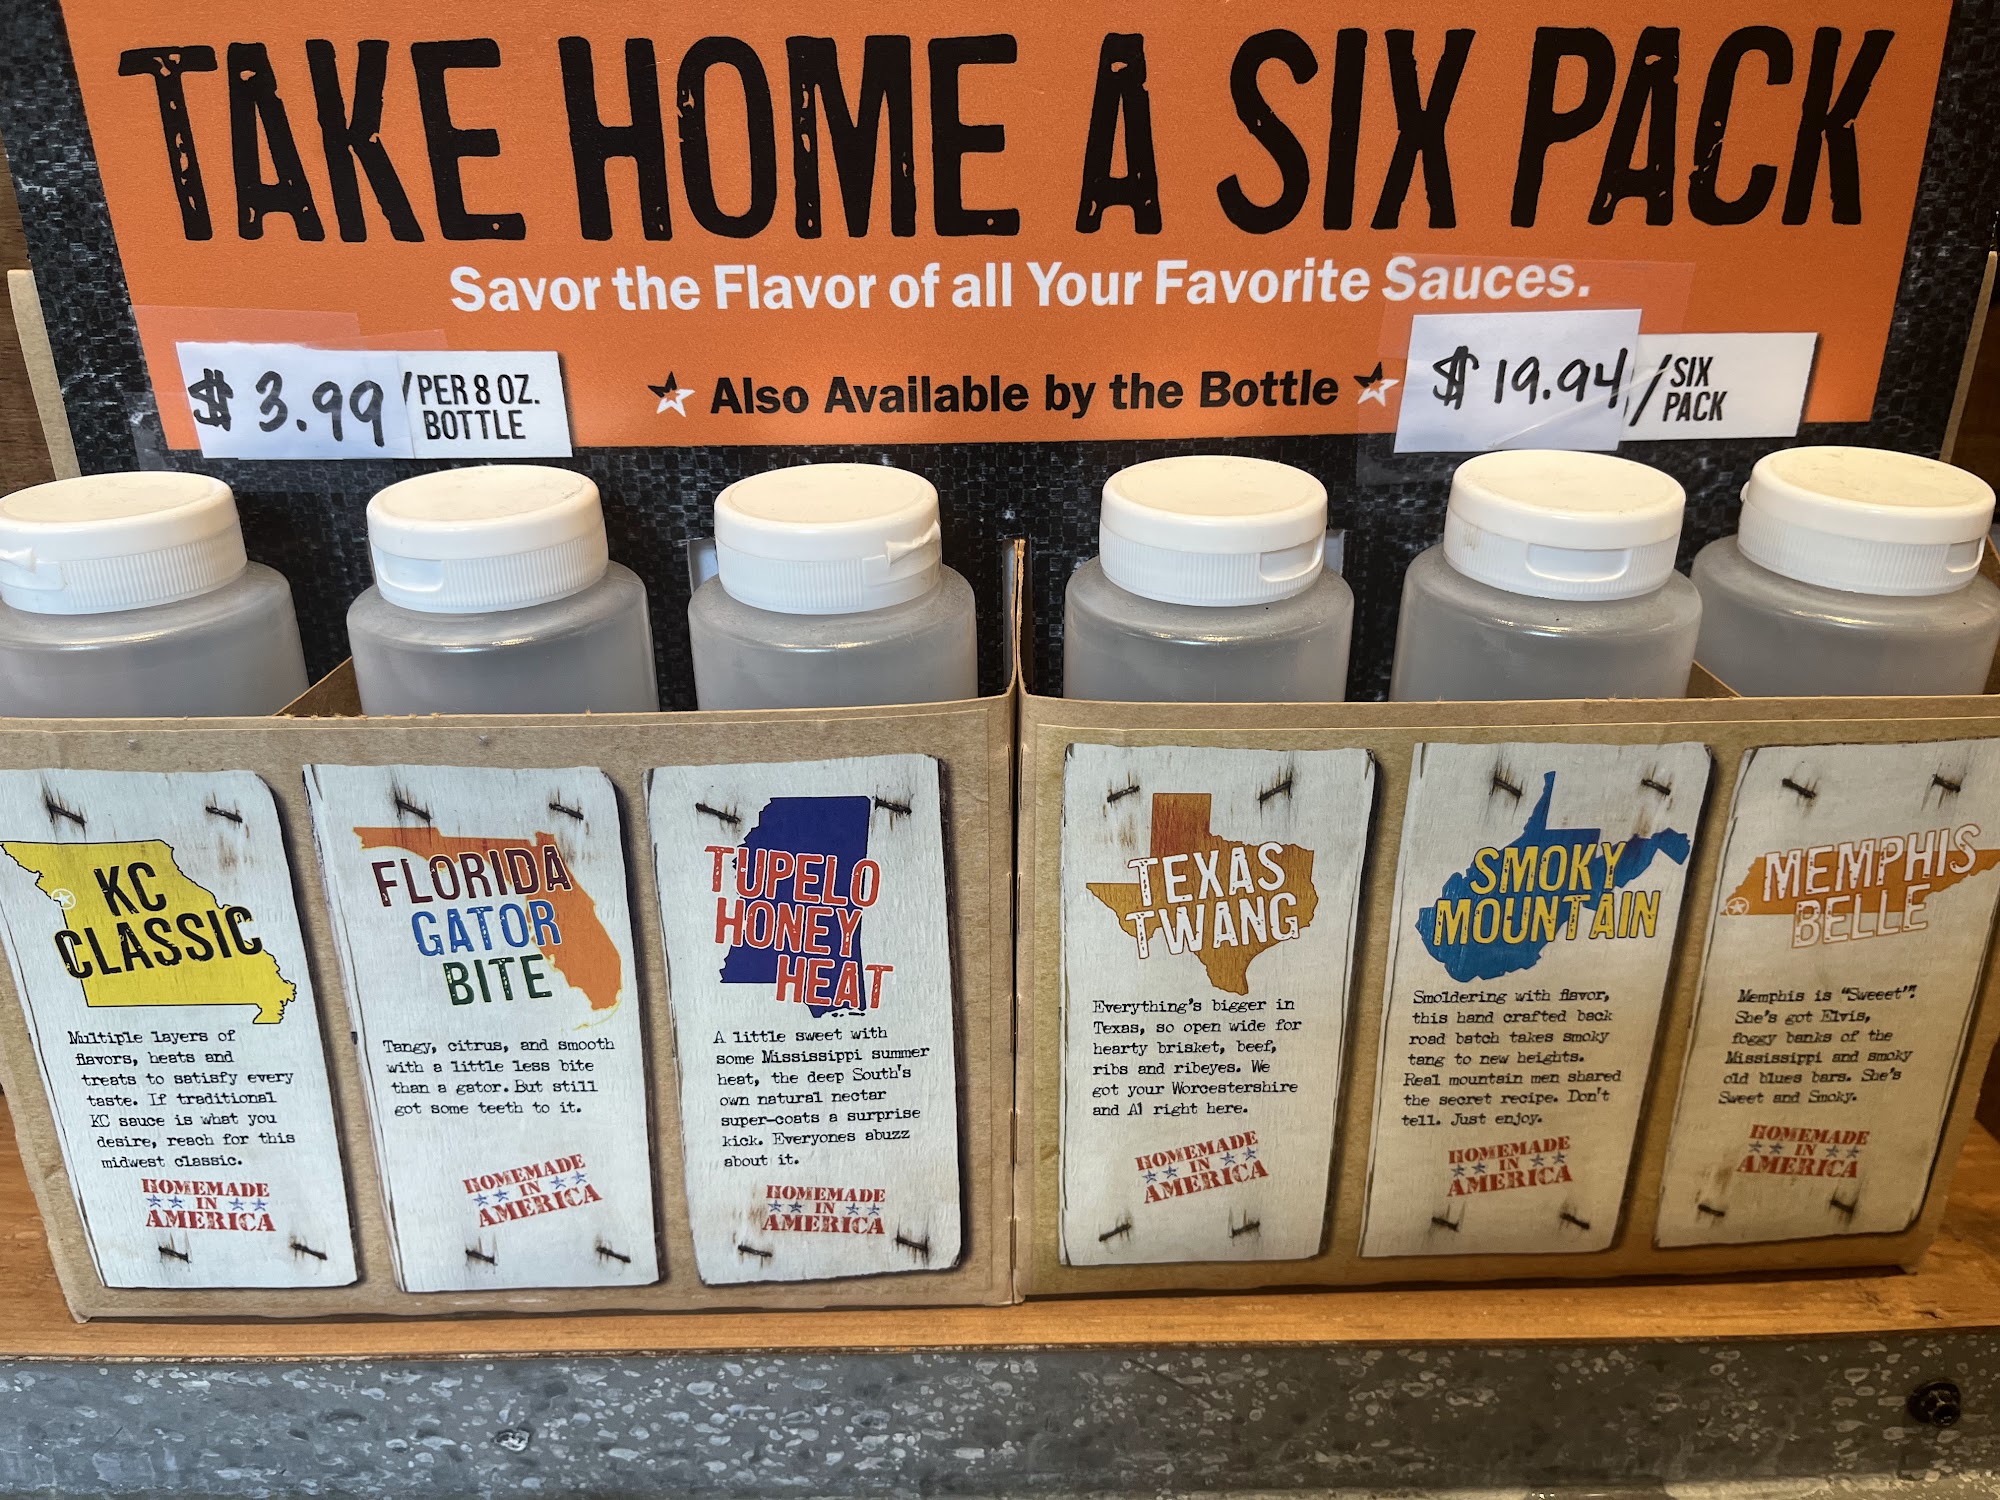 TAKE HOME A SIX PACK
Savor the Flavor of all Your Favorite Sauces.
$3.99 / PER 8 OZ.
BOTTLE
Also Available by the Bottle
$19.94 / SIX
PACK
KC
CLASSIC
Multiple layers of
flavors, heats and
treats to satisfy every
taste. If traditional
KC sauce is what you
desire, reach for this
midwest classic.
HOMEMADE
IN
AMERICA
FLORIDA
GATOR
BITE
Tangy, citrus, and smooth
with a little less bite
than a gator. But still
got some teeth to it.
HOMEMADE
IN
AMERICA
TUPELO
HONEY
HEAT
A little sweet with
some Mississippi summer
heat, the deep South's
own natural nectar
super-coats a surprise
kick. Everyones abuzz
about it.
HOMEMADE
IN
AMERICA
TEXAS
TWANG
Everything's bigger in
Texas, so open wide for
hearty brisket, beef,
ribs and ribeyes. We
got your Worcestershire
and A1 right here.
HOMEMADE
IN
AMERICA
SMOKY
MOUNTAIN
Smoldering with flavor,
this hand crafted back
road batch takes smoky
tang to new heights.
Real mountain men shared
the secret recipe. Don't
tell. Just enjoy.
HOMEMADE
IN
AMERICA
MEMPHIS
BELLE
Memphis is "Sweeet"!
She's got Elvis,
foggy banks of the
Mississippi and smoky
old blues bars. She's
Sweet and Smoky.
HOMEMADE
IN
AMERICA